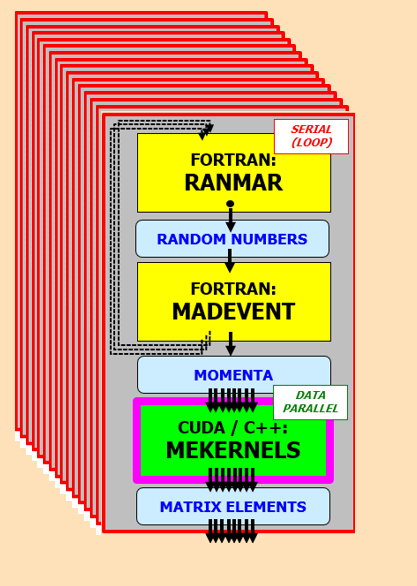 SERIAL
(LOOP)
FORTRAN:
RANMAR
RANDOM NUMBERS
FORTRAN:
MADEVENT
MOMENTA
DATA
PARALLEL
CUDA / C++:
MEKERNELS
MATRIX ELEMENTS